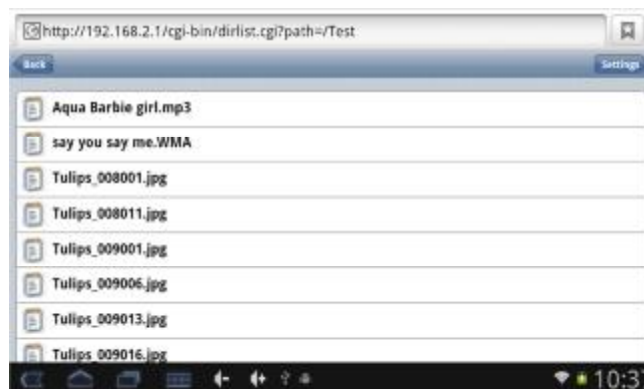 http://192.168.2.1/cgi-bin/dirlist.cgi?path=/Test
Back
Settings
Aqua Barbie girl.mp3
say you say me.WMA
Tulips_008001.jpg
Tulips_008011.jpg
Tulips_009001.jpg
Tulips_009006.jpg
Tulips_009013.jpg
Tulips_009016.jpg
10:3